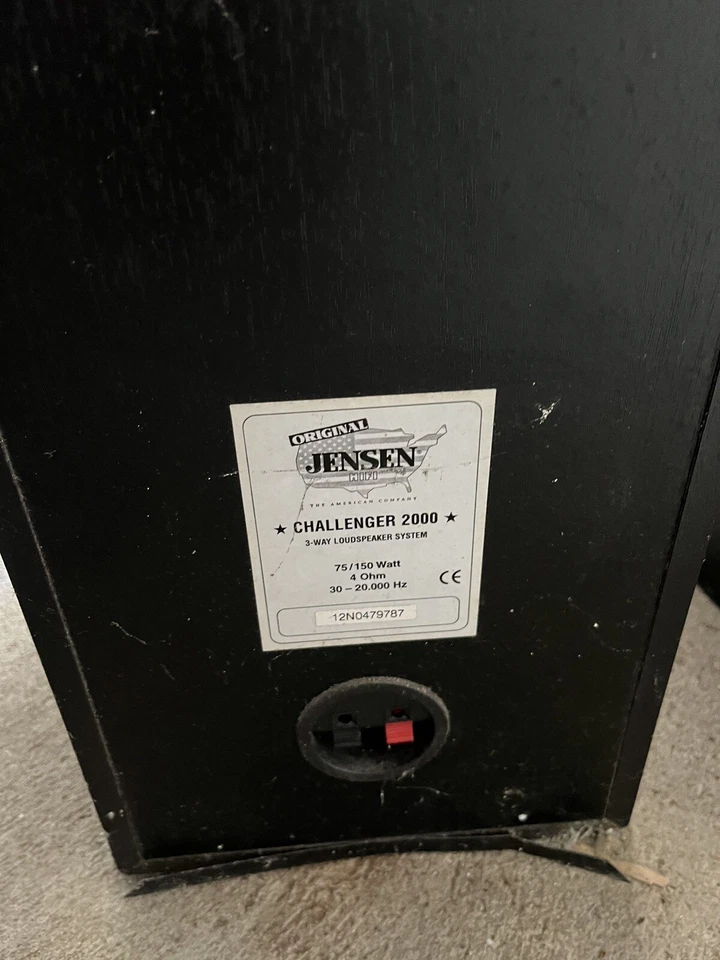 ORIGINAL
JENSEN
HIFI
THE AMERICAN COMPANY
★ CHALLENGER 2000 ★
3-WAY LOUDSPEAKER SYSTEM
75/150 Watt
4 Ohm
30 – 20.000 Hz
CE
12N0479787